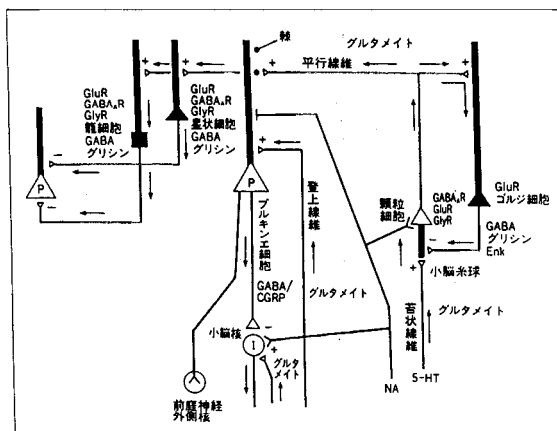 棘
グルタメイト
平行線維
GluR
GABAAR
GlyR
籠細胞
GABA
グリシン
GluR
GABAAR
GlyR
星状細胞
GABA
グリシン
P
P
プルキンエ細胞
登上線維
グルタメイト
顆粒
細胞
GABAAR
GluR
GlyR
GluR
ゴルジ細胞
GABA
グリシン
Enk
小脳糸球
苔状線維
グルタメイト
GABA/
CGRP
小脳核
I
グルタ
メイト
前庭神経
外側核
NA
5-HT